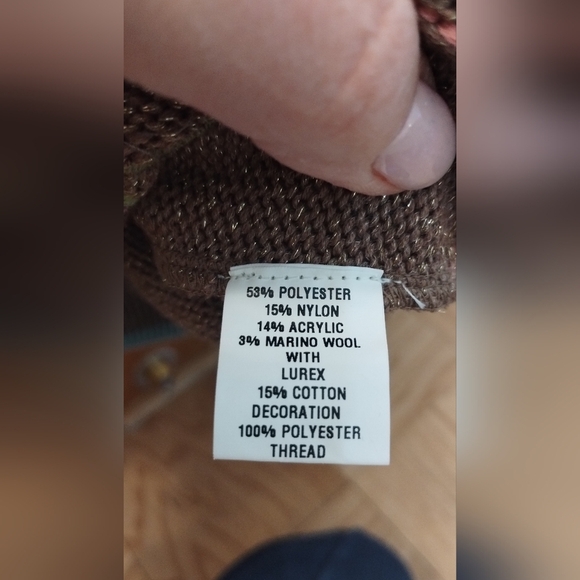 53% POLYESTER
15% NYLON
14% ACRYLIC
3% MARINO WOOL
WITH
LUREX
15% COTTON
DECORATION
100% POLYESTER
THREAD